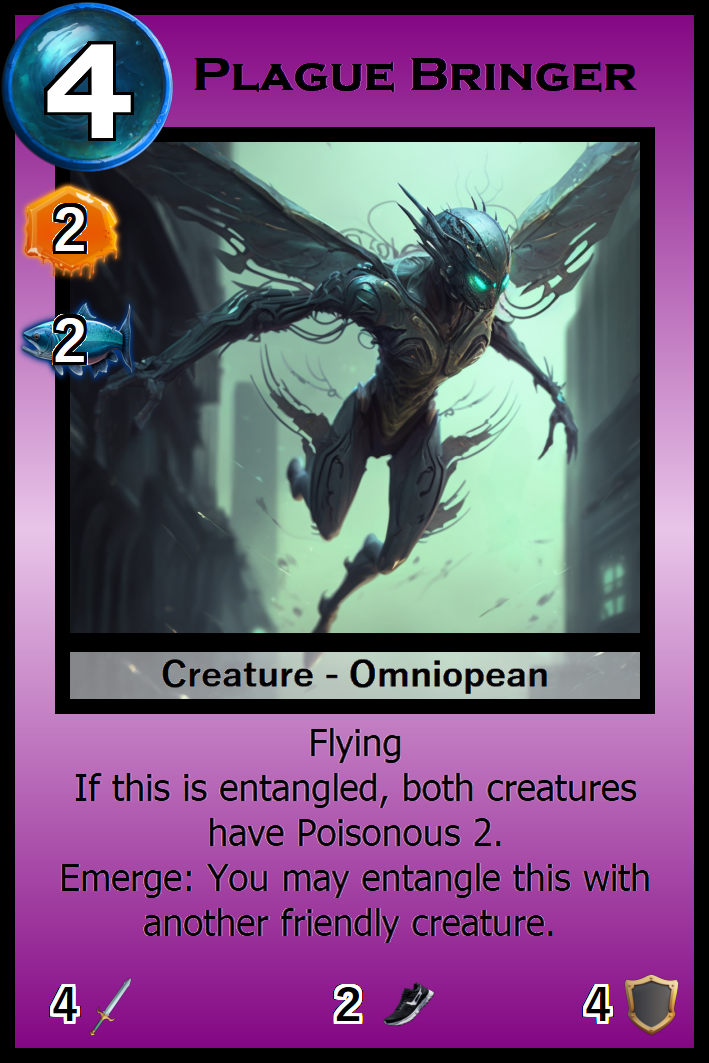 4
Plague Bringer
2
2
Creature - Omniopean
Flying
If this is entangled, both creatures
have Poisonous 2.
Emerge: You may entangle this with
another friendly creature.
4 2 4